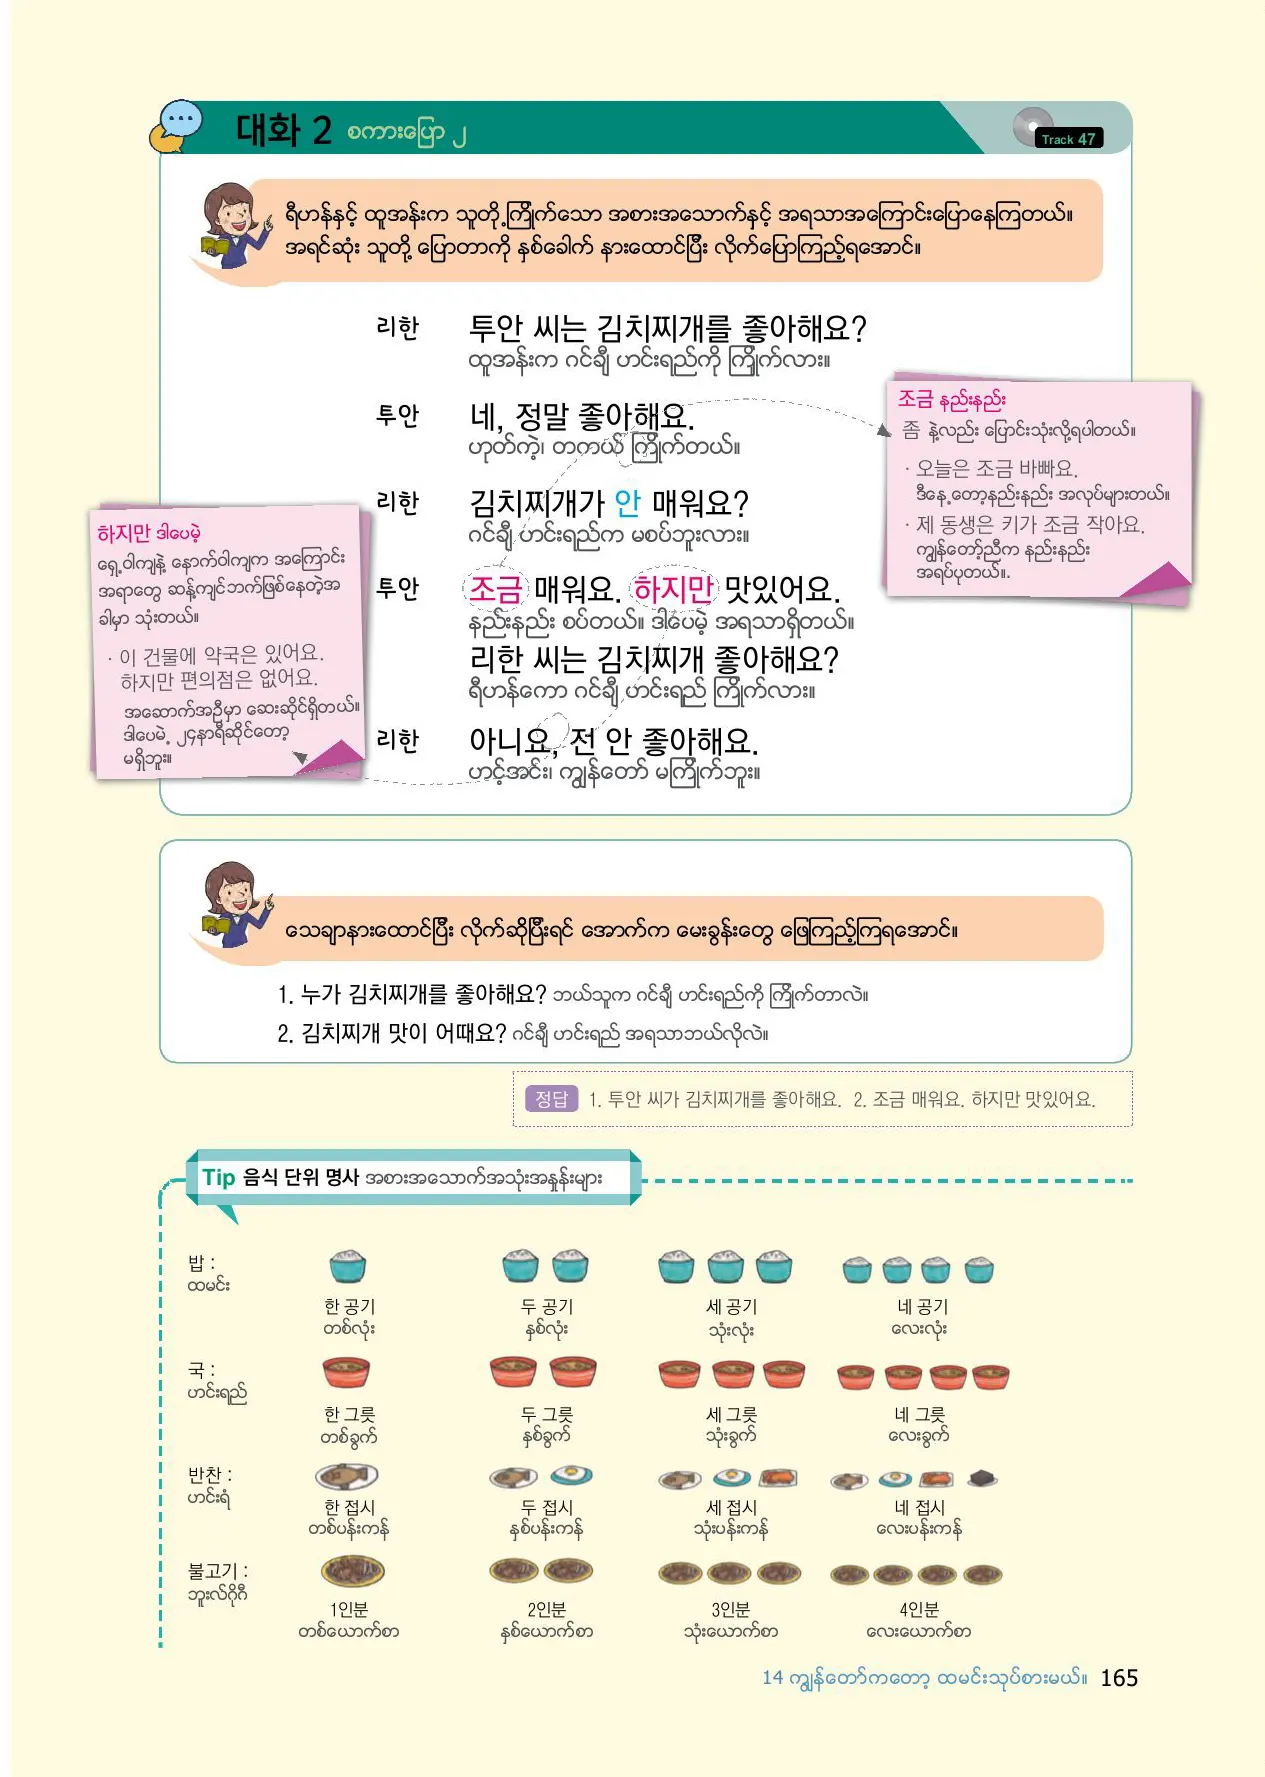 대화 2 စကားပြော ၂
Track 47
ရီဟန်နှင့် ထူအန်းက သူတို့ကြိုက်သော အစားအသောက်နှင့် အရသာအကြောင်းပြောနေကြတယ်။
အရင်ဆုံး သူတို့ ပြောတာကို နှစ်ခေါက် နားထောင်ပြီး လိုက်ပြောကြည့်ရအောင်။
리한 투안 씨는 김치찌개를 좋아해요?
ထူအန်းက ဂင်ချီ ဟင်းရည်ကို ကြိုက်လား။
투안 네, 정말 좋아해요.
ဟုတ်ကဲ့၊ တကယ် ကြိုက်တယ်။
리한 김치찌개가 안 매워요?
ဂင်ချီ ဟင်းရည်က မစပ်ဘူးလား။
투안 조금 매워요. 하지만 맛있어요.
နည်းနည်း စပ်တယ်။ ဒါပေမဲ့ အရသာရှိတယ်။
리한 씨는 김치찌개 좋아해요?
ရီဟန်ကော ဂင်ချီ ဟင်းရည် ကြိုက်လား။
리한 아니요, 전 안 좋아해요.
ဟင့်အင်း၊ ကျွန်တော် မကြိုက်ဘူး။
조금 နည်းနည်း
좀 နဲ့လည်း ပြောင်းသုံးလို့ရပါတယ်။
· 오늘은 조금 바빠요.
ဒီနေ့တော့နည်းနည်း အလုပ်များတယ်။
· 제 동생은 키가 조금 작아요.
ကျွန်တော့်ညီက နည်းနည်း
အရပ်ပုတယ်။.
하지만 ဒါပေမဲ့
ရှေ့ဝါကျနဲ့ နောက်ဝါကျက အကြောင်း
အရာတွေ ဆန့်ကျင်ဘက်ဖြစ်နေတဲ့အ
ခါမှာ သုံးတယ်။
· 이 건물에 약국은 있어요.
하지만 편의점은 없어요.
အဆောက်အဦမှာ ဆေးဆိုင်ရှိတယ်။
ဒါပေမဲ့ ၂၄နာရီဆိုင်တော့
မရှိဘူး။
သေချာနားထောင်ပြီး လိုက်ဆိုပြီးရင် အောက်က မေးခွန်းတွေ ဖြေကြည့်ကြရအောင်။
1. 누가 김치찌개를 좋아해요? ဘယ်သူက ဂင်ချီ ဟင်းရည်ကို ကြိုက်တာလဲ။
2. 김치찌개 맛이 어때요? ဂင်ချီ ဟင်းရည် အရသာဘယ်လိုလဲ။
정답 1. 투안 씨가 김치찌개를 좋아해요. 2. 조금 매워요. 하지만 맛있어요.
Tip 음식 단위 명사 အစားအသောက်အသုံးအနှုန်းများ
밥 :
ထမင်း
한 공기 두 공기 세 공기 네 공기
တစ်လုံး နှစ်လုံး သုံးလုံး လေးလုံး
국 :
ဟင်းရည်
한 그릇 두 그릇 세 그릇 네 그릇
တစ်ခွက် နှစ်ခွက် သုံးခွက် လေးခွက်
반찬 :
ဟင်းရံ
한 접시 두 접시 세 접시 네 접시
တစ်ပန်းကန် နှစ်ပန်းကန် သုံးပန်းကန် လေးပန်းကန်
불고기 :
ဘူးလ်ဂိုဂီ
1인분 2인분 3인분 4인분
တစ်ယောက်စာ နှစ်ယောက်စာ သုံးယောက်စာ လေးယောက်စာ
14 ကျွန်တော်ကတော့ ထမင်းသုပ်စားမယ်။ 165